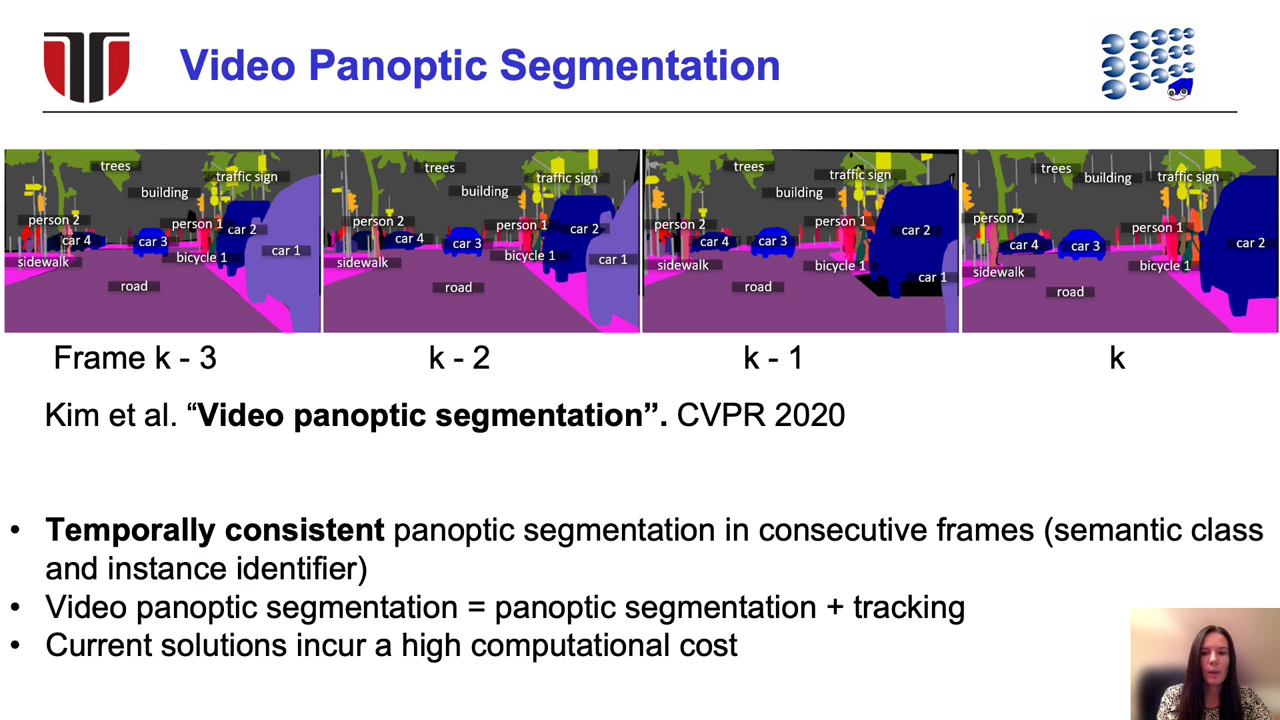 Video Panoptic Segmentation
trees
building
traffic sign
person 2
person 1
car 4
car 3
car 2
car 1
sidewalk
bicycle 1
road
trees
building
traffic sign
person 2
person 1
car 4
car 3
car 2
car 1
sidewalk
bicycle 1
road
trees
building
traffic sign
person 2
person 1
car 4
car 3
car 2
car 1
sidewalk
bicycle 1
road
trees
building
traffic sign
person 2
person 1
car 4
car 3
car 2
sidewalk
bicycle 1
road
Frame k - 3
k - 2
k - 1
k
Kim et al. “Video panoptic segmentation”. CVPR 2020
• Temporally consistent panoptic segmentation in consecutive frames (semantic class
and instance identifier)
• Video panoptic segmentation = panoptic segmentation + tracking
• Current solutions incur a high computational cost